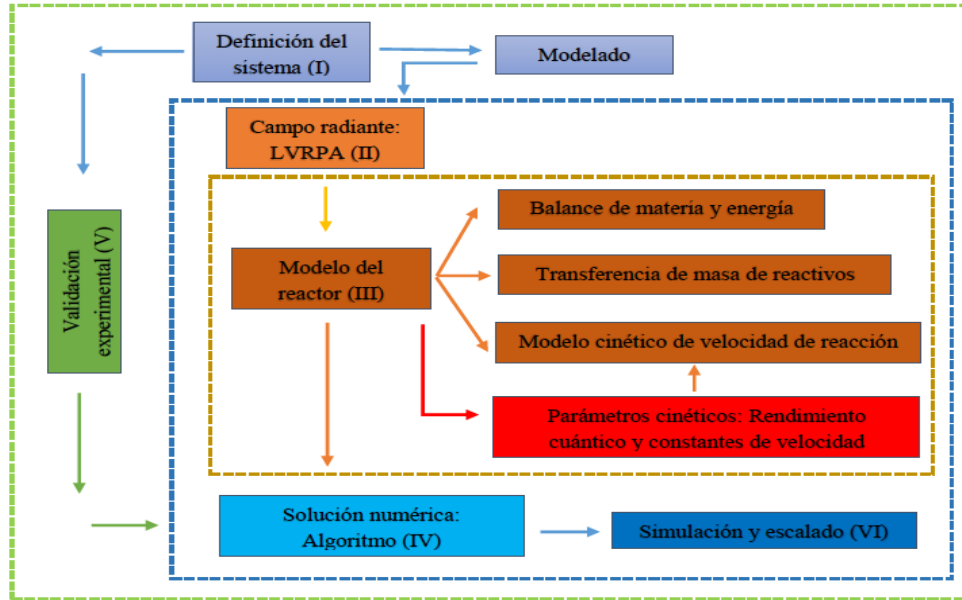 Definición del
sistema (I)
Modelado
Campo radiante:
LVRPA (II)
Balance de materia y energía
Modelo del
reactor (III)
Transferencia de masa de reactivos
Validación
experimental (V)
Modelo cinético de velocidad de reacción
Parámetros cinéticos: Rendimiento
cuántico y constantes de velocidad
Solución numérica:
Algoritmo (IV)
Simulación y escalado (VI)